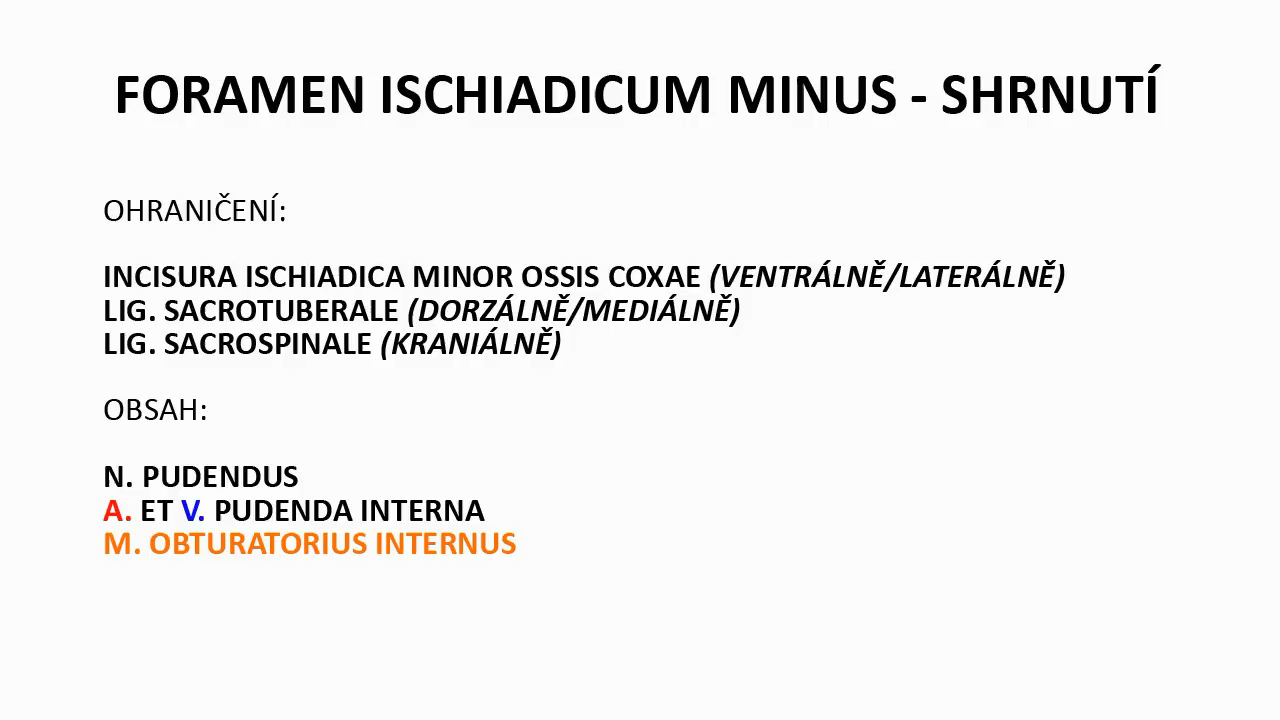 FORAMEN ISCHIADICUM MINUS - SHRNUTÍ
OHRANIČENÍ:
INCISURA ISCHIADICA MINOR OSSIS COXAE (VENTRÁLNĚ/LATERÁLNĚ)
LIG. SACROTUBERALE (DORZÁLNĚ/MEDIÁLNĚ)
LIG. SACROSPINALE (KRANIÁLNĚ)
OBSAH:
N. PUDENDUS
A. ET V. PUDENDA INTERNA
M. OBTURATORIUS INTERNUS